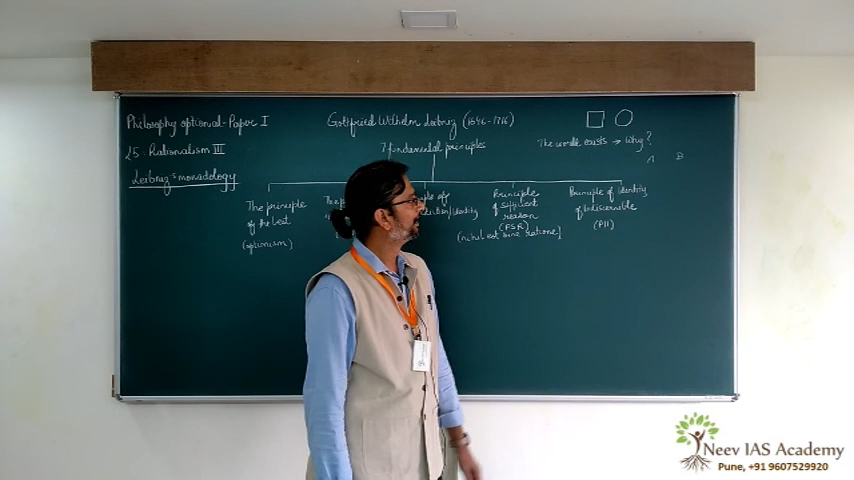 Philosophy optional-Paper I
Gottfried Wilhelm Leibniz (1646-1716)
7 fundamental principles
The world exists → Why?
25. Rationalism III
A B
Leibniz's monadology
The principle
of the best
(optimism)
Principle
of sufficient
reason
(PSR)
(nihil est sine ratione]
Principle of identity
of Indiscernible
(PII)
Neev IAS Academy
Pune, +91 9607529920